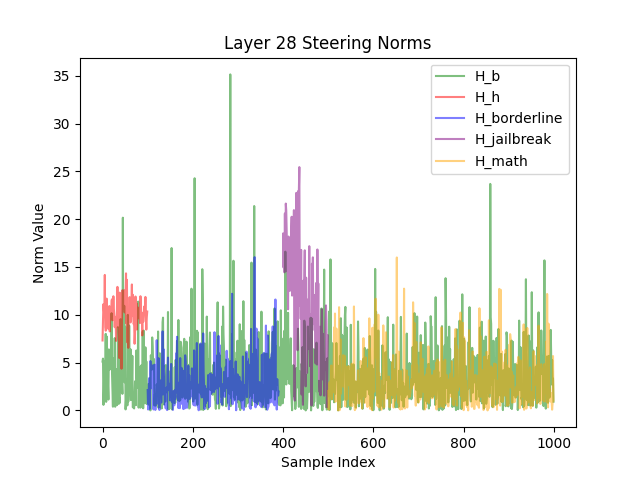 Layer 28 Steering Norms
Norm Value
35
30
25
20
15
10
5
0
0
200
400
600
800
1000
Sample Index
H_b
H_h
H_borderline
H_jailbreak
H_math